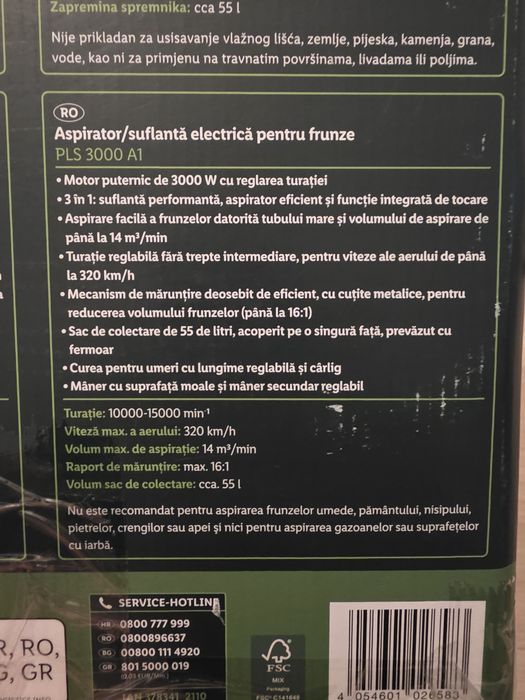 Zapremina spremnika: cca 55 l
Nije prikladan za usisavanje vlažnog lišća, zemlje, pijeska, kamenja, grana,
vode, kao ni za primjenu na travnatim površinama, livadama ili poljima.
RO
Aspirator/suflantă electrică pentru frunze
PLS 3000 A1
• Motor puternic de 3000 W cu reglarea turației
• 3 în 1: suflantă performantă, aspirator eficient și funcție integrată de tocare
• Aspirare facilă a frunzelor datorită tubului mare și volumului de aspirare de
până la 14 m³/min
• Turație reglabilă fără trepte intermediare, pentru viteze ale aerului de până
la 320 km/h
• Mecanism de mărunțire deosebit de eficient, cu cuțite metalice, pentru
reducerea volumului frunzelor (până la 16:1)
• Sac de colectare de 55 de litri, acoperit pe o singură față, prevăzut cu
fermoar
• Curea pentru umeri cu lungime reglabilă și cârlig
• Mâner cu suprafață moale și mâner secundar reglabil
Turație: 10000-15000 min⁻¹
Viteză max. a aerului: 320 km/h
Volum max. de aspirație: 14 m³/min
Raport de mărunțire: max. 16:1
Volum sac de colectare: cca. 55 l
Nu este recomandat pentru aspirarea frunzelor umede, pământului, nisipului,
pietrelor, crengilor sau apei și nici pentru aspirarea gazoanelor sau suprafețelor
cu iarbă.
SERVICE-HOTLINE
HR 0800 777 999
RO 0800896637
BG 00800 111 4920
GR 801 5000 019
(0,03 EUR/Min.)
IAN 378341_2110
R, RO,
G, GR
FSC
MIX
Packaging
FSC® C141648
4 054601 026583